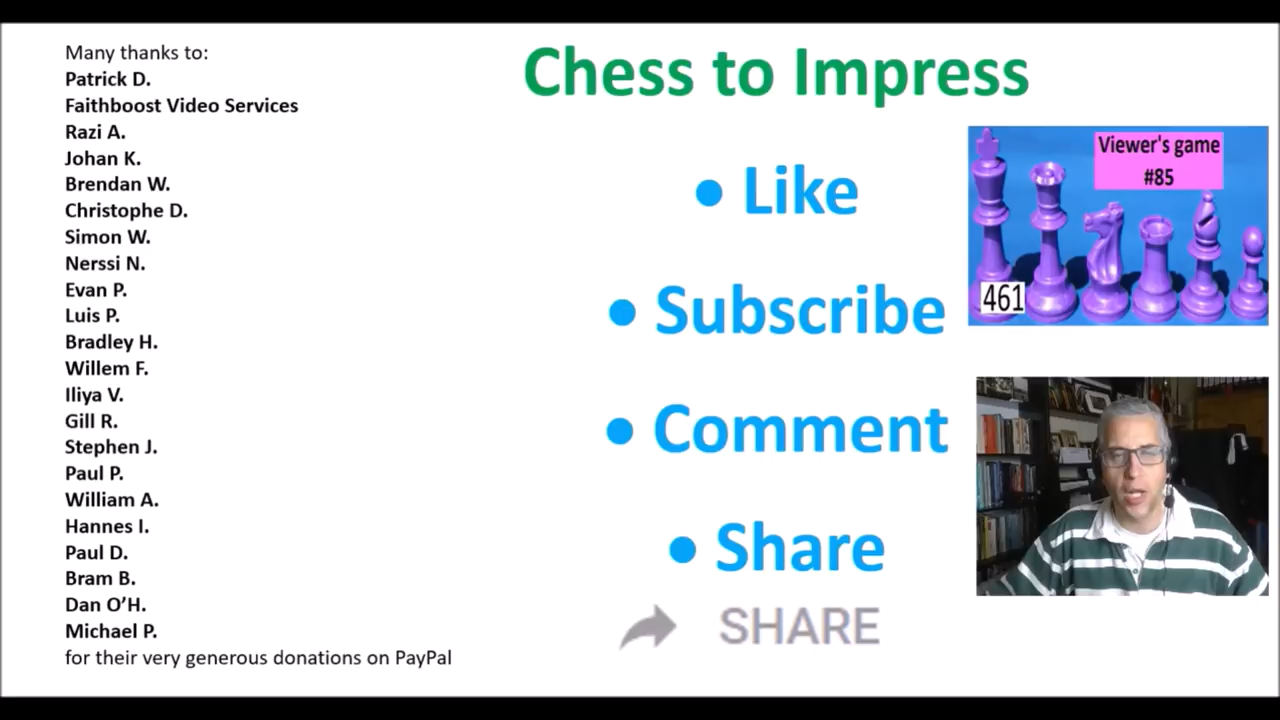 Many thanks to:
Patrick D.
Faithboost Video Services
Razi A.
Johan K.
Brendan W.
Christophe D.
Simon W.
Nerssi N.
Evan P.
Luis P.
Bradley H.
Willem F.
Iliya V.
Gill R.
Stephen J.
Paul P.
William A.
Hannes I.
Paul D.
Bram B.
Dan O’H.
Michael P.
for their very generous donations on PayPal
Chess to Impress
• Like
• Subscribe
• Comment
• Share
SHARE
Viewer's game
#85
461